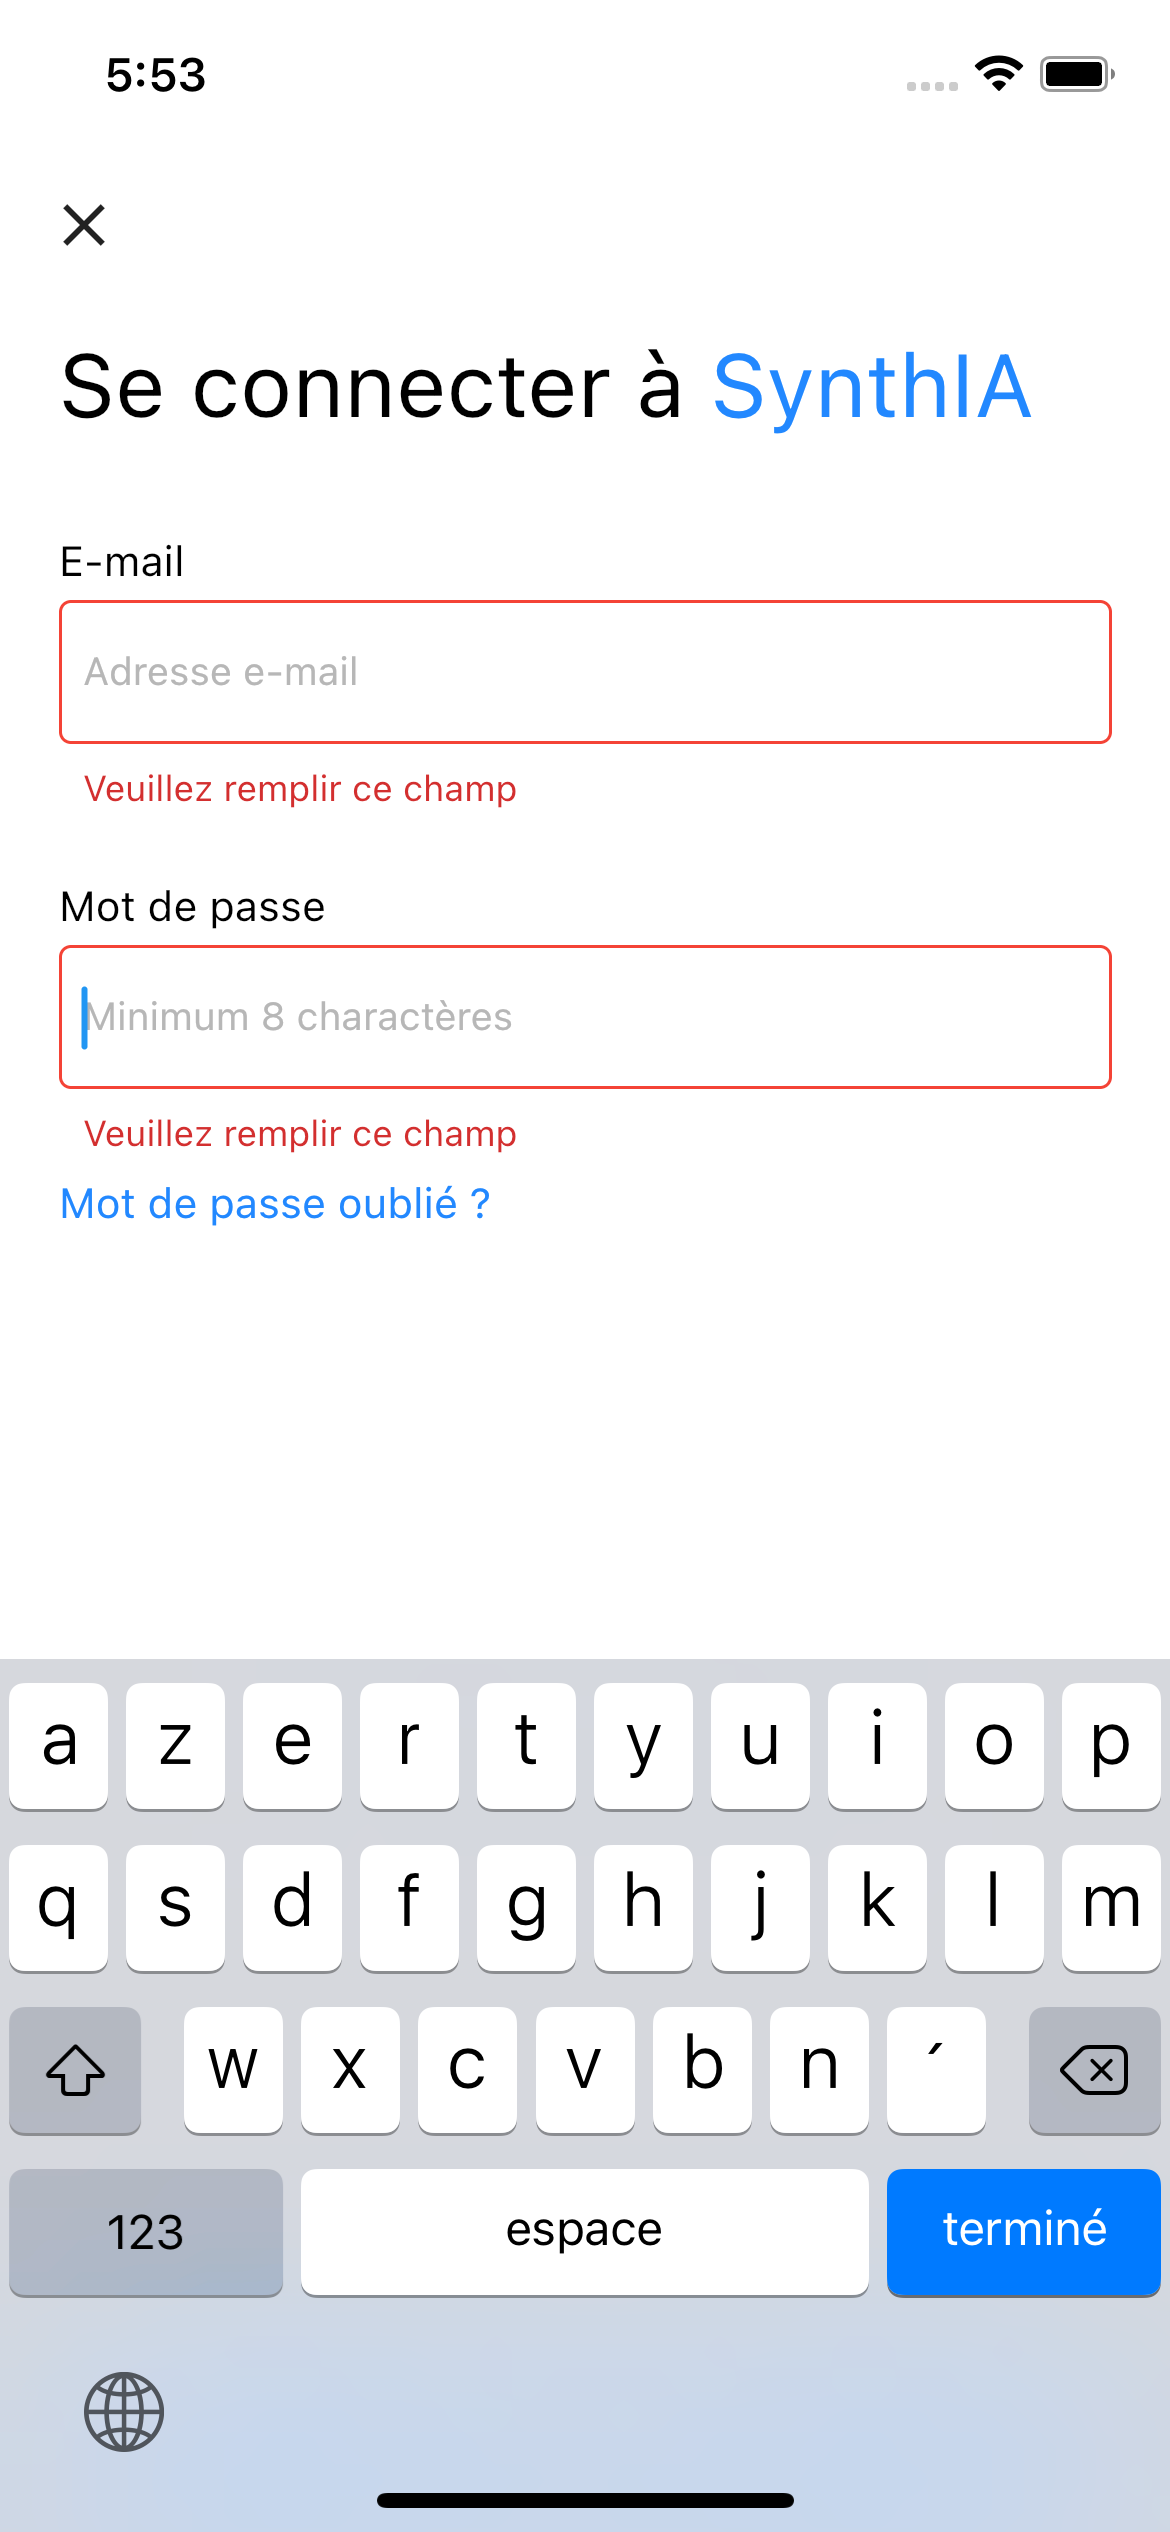 5:53
Se connecter à SynthIA
E-mail
Adresse e-mail
Veuillez remplir ce champ
Mot de passe
Minimum 8 charactères
Veuillez remplir ce champ
Mot de passe oublié ?
a z e r t y u i o p
q s d f g h j k l m
w x c v b n ´
123 espace terminé